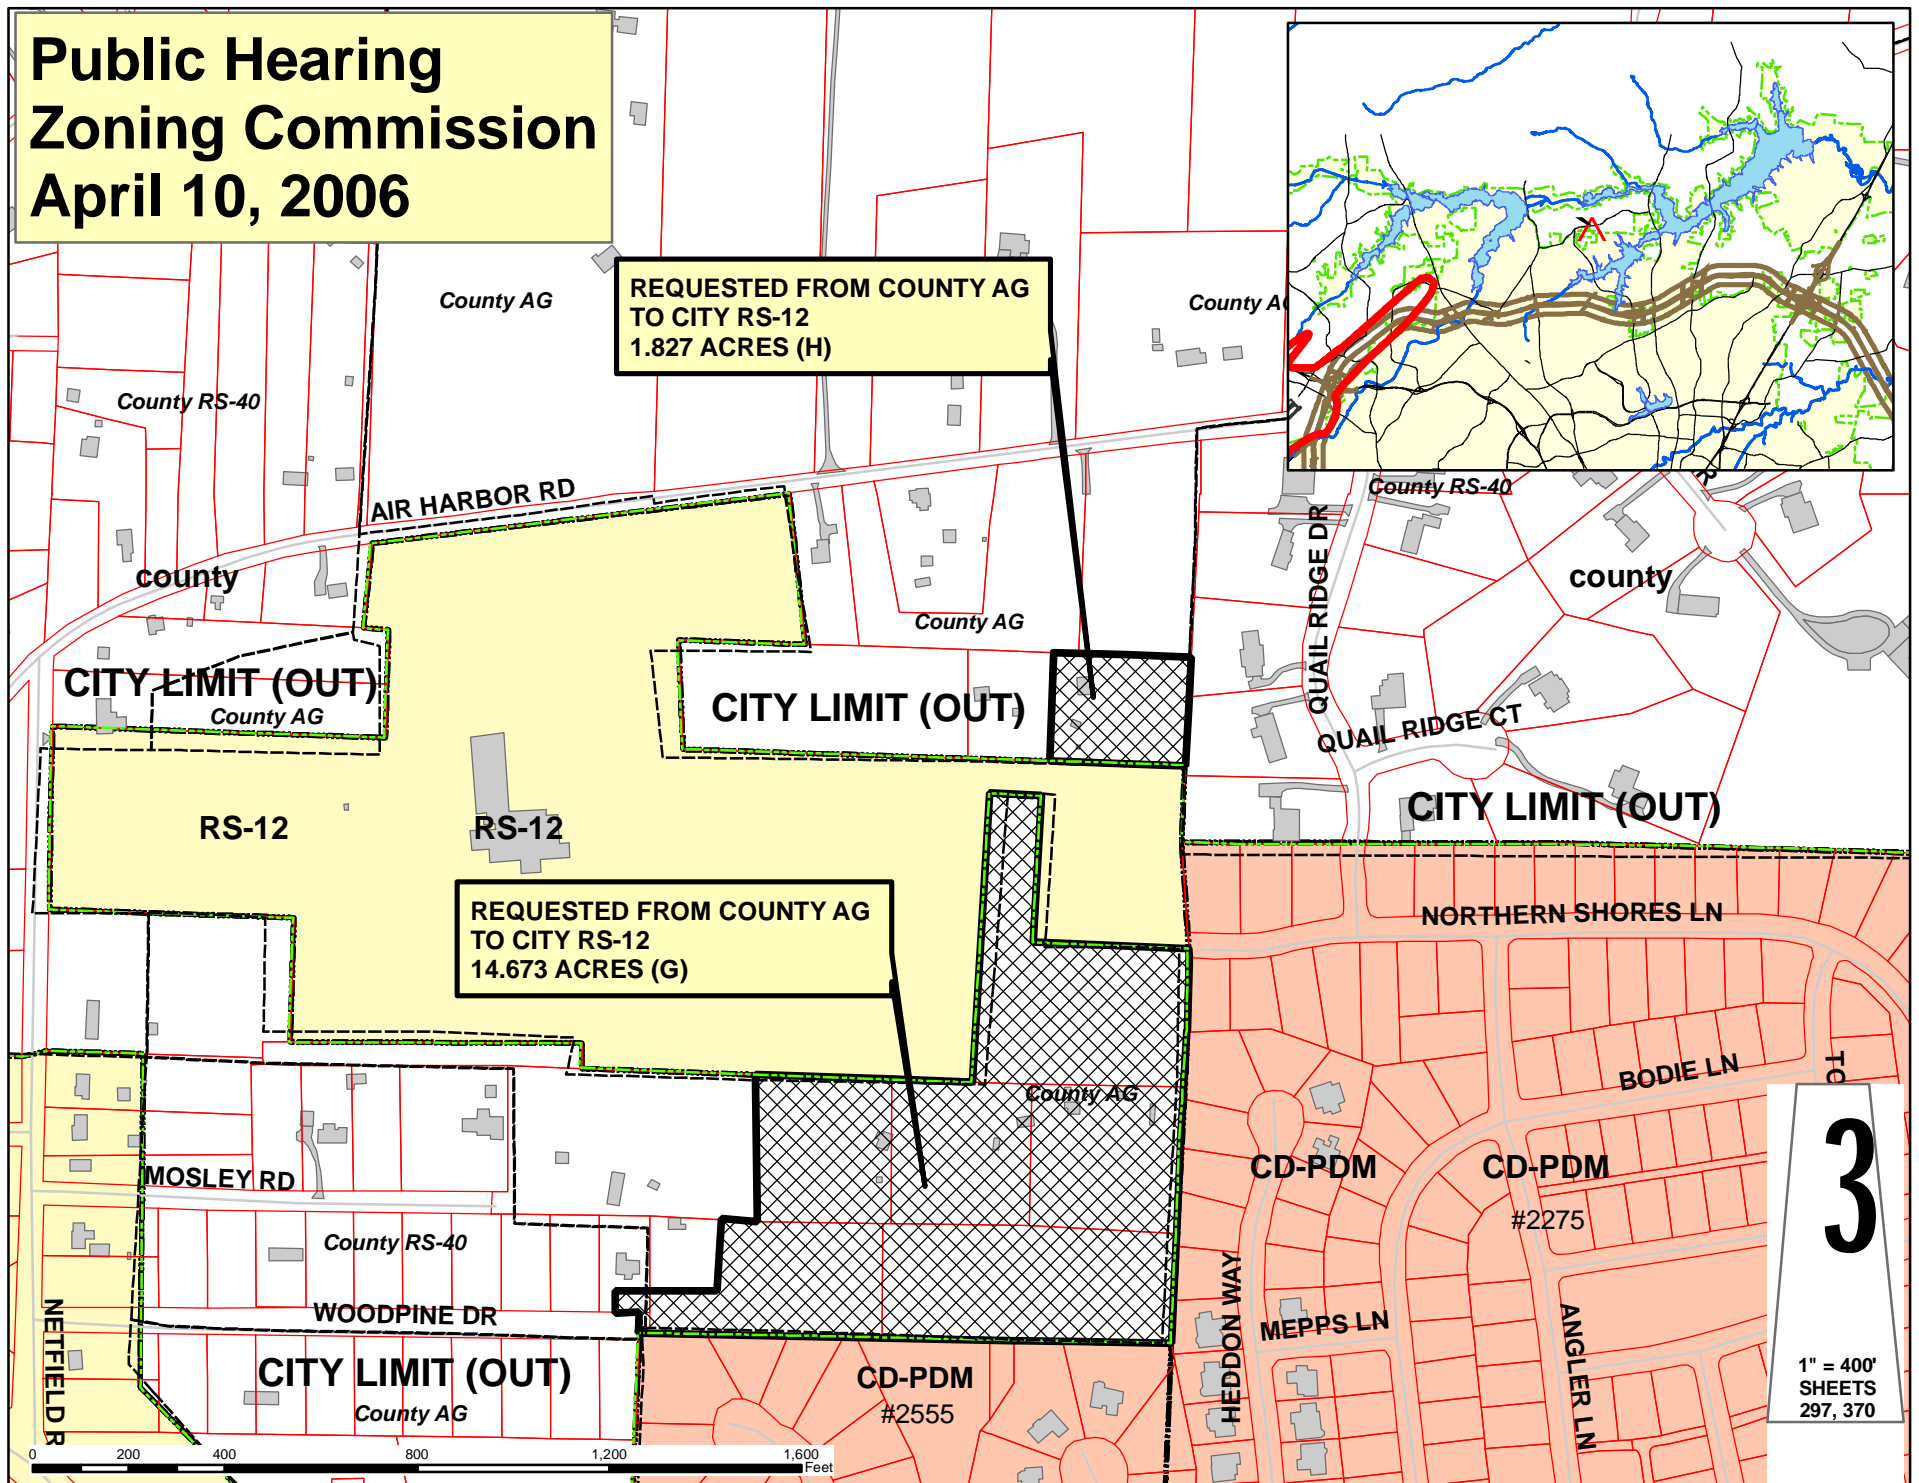 Public Hearing
Zoning Commission
April 10, 2006
County AG
REQUESTED FROM COUNTY AG
TO CITY RS-12
1.827 ACRES (H)
County RS-40
County RS-40
AIR HARBOR RD
QUAIL RIDGE DR
county
county
County AG
CITY LIMIT (OUT)
County AG
CITY LIMIT (OUT)
QUAIL RIDGE CT
CITY LIMIT (OUT)
RS-12
RS-12
REQUESTED FROM COUNTY AG
TO CITY RS-12
14.673 ACRES (G)
NORTHERN SHORES LN
BODIE LN
County AG
MOSLEY RD
CD-PDM
CD-PDM
#2275
County RS-40
WOODPINE DR
HEDDON WAY
MEPPS LN
ANGLER LN
NETFIELD R
CITY LIMIT (OUT)
County AG
CD-PDM
#2555
3
1" = 400'
SHEETS
297, 370
0 200 400 800 1,200 1,600
Feet